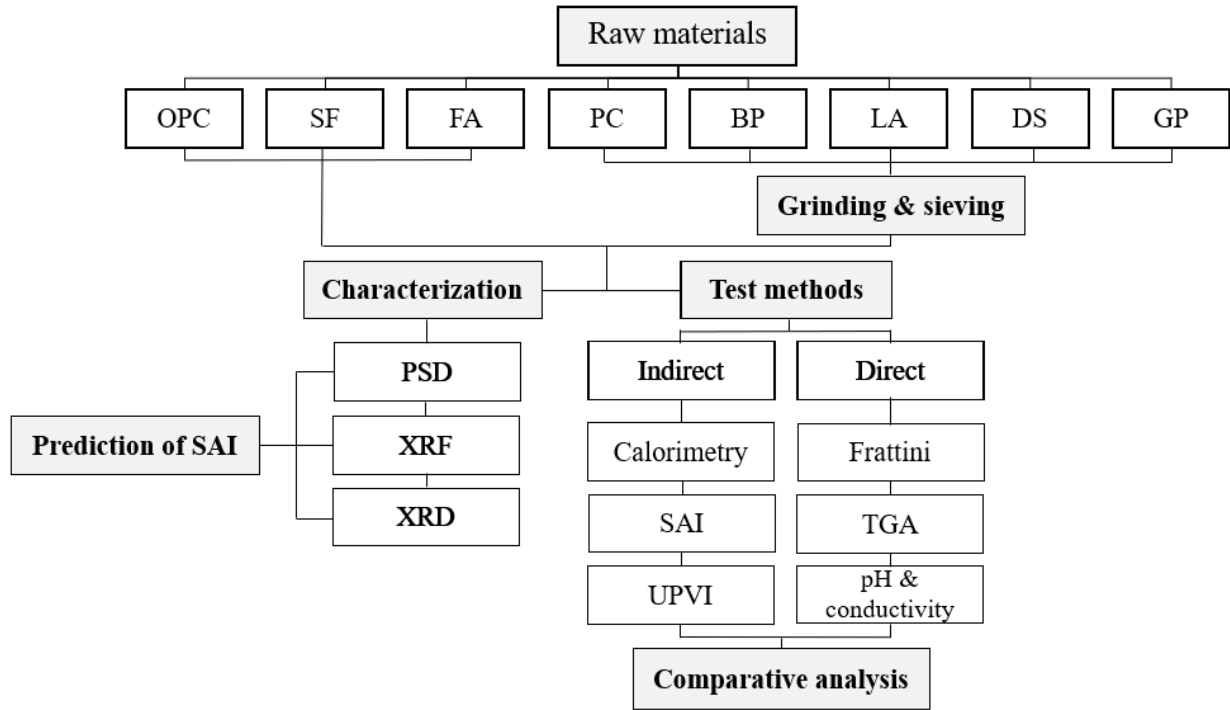 Raw materials
OPC
SF
FA
PC
BP
LA
DS
GP
Grinding & sieving
Characterization
Test methods
PSD
Indirect
Direct
Prediction of SAI
XRF
Calorimetry
Frattini
XRD
SAI
TGA
UPVI
pH &
conductivity
Comparative analysis